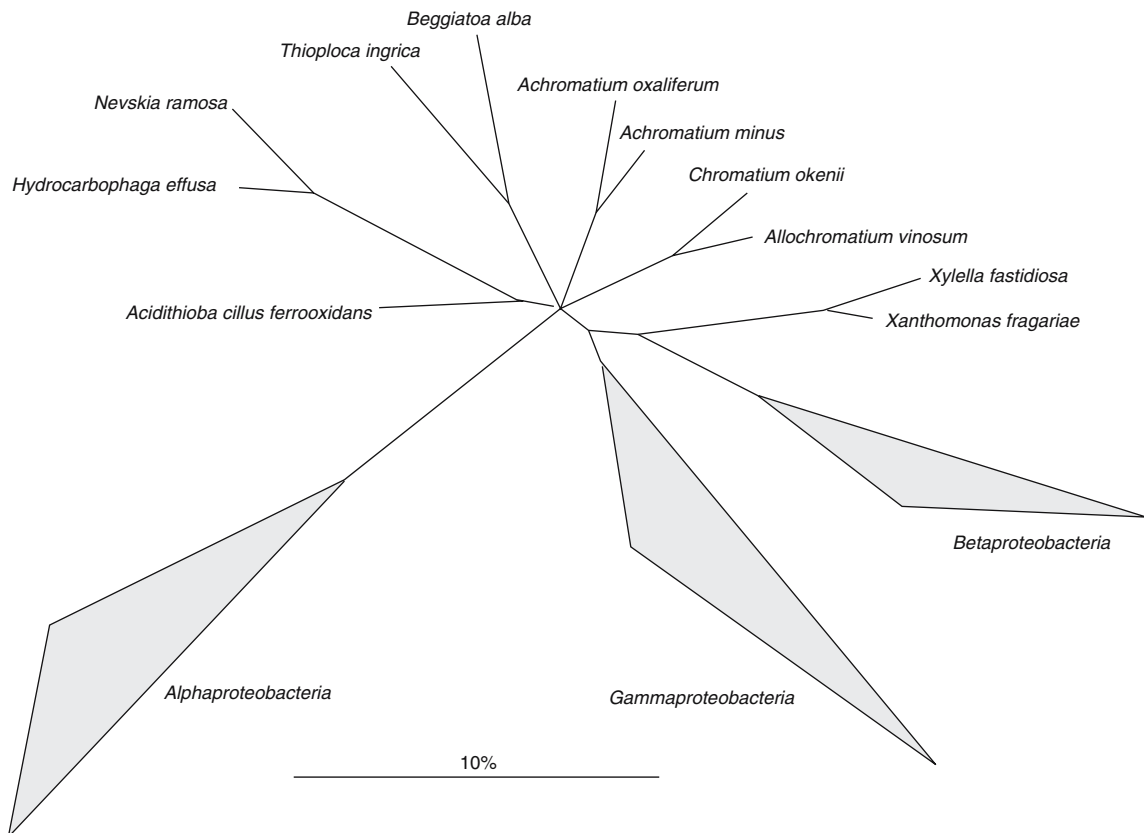 Beggiatoa alba
Thioploca ingrica
Achromatium oxaliferum
Nevskia ramosa
Achromatium minus
Chromatium okenii
Hydrocarbophaga effusa
Allochromatium vinosum
Xylella fastidiosa
Acidithioba cillus ferrooxidans
Xanthomonas fragariae
Betaproteobacteria
Alphaproteobacteria
Gammaproteobacteria
10%